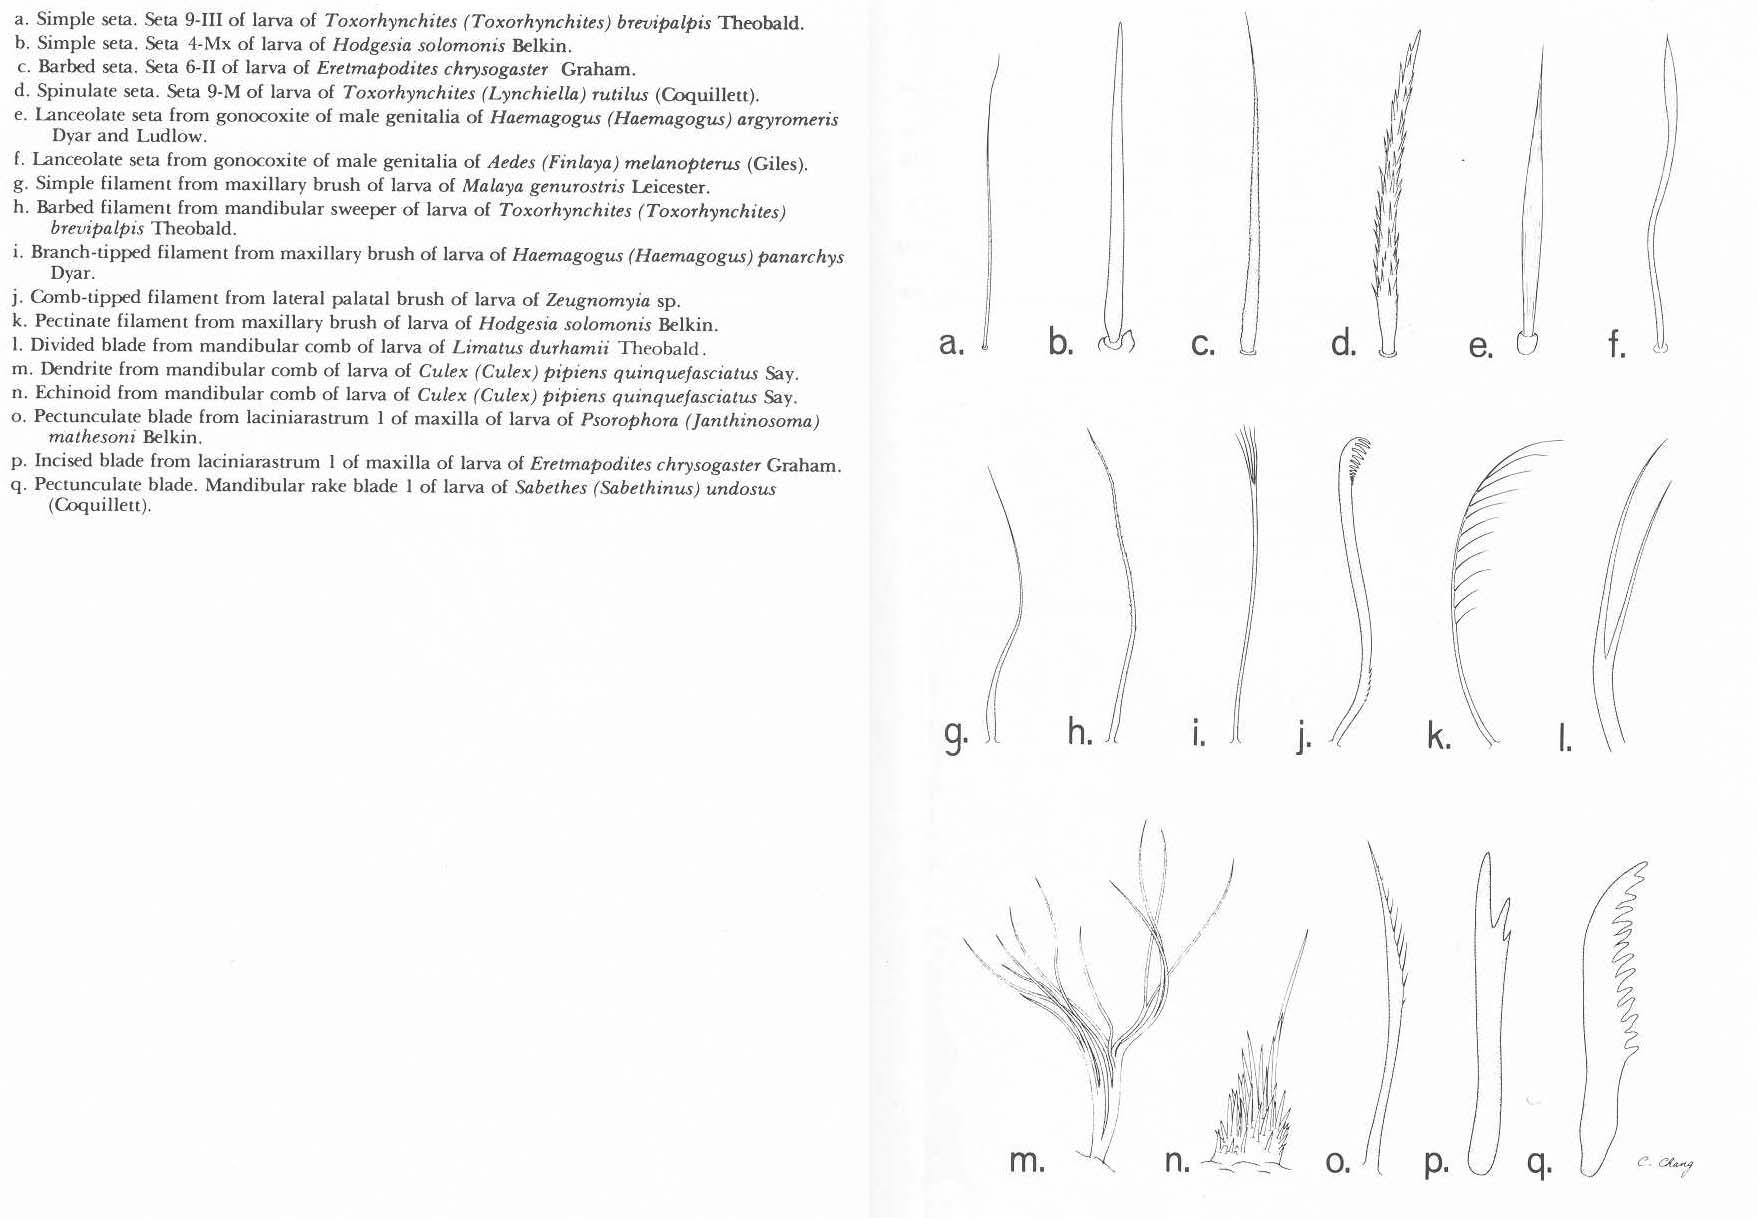 a. Simple seta. Seta 9-III of larva of Toxorhynchites (Toxorhynchites) brevipalpis Theobald.
b. Simple seta. Seta 4-Mx of larva of Hodgesia solomonis Belkin.
c. Barbed seta. Seta 6-II of larva of Eretmapodites chrysogaster Graham.
d. Spinulate seta. Seta 9-M of larva of Toxorhynchites (Lynchiella) rutilus (Coquillett).
e. Lanceolate seta from gonocoxite of male genitalia of Haemagogus (Haemagogus) argyromeris
Dyar and Ludlow.
f. Lanceolate seta from gonocoxite of male genitalia of Aedes (Finlaya) melanopterus (Giles).
g. Simple filament from maxillary brush of larva of Malaya genurostris Leicester.
h. Barbed filament from mandibular sweeper of larva of Toxorhynchites (Toxorhynchites)
brevipalpis Theobald.
i. Branch-tipped filament from maxillary brush of larva of Haemagogus (Haemagogus) panarchys
Dyar.
j. Comb-tipped filament from lateral palatal brush of larva of Zeugnomyia sp.
k. Pectinate filament from maxillary brush of larva of Hodgesia solomonis Belkin.
l. Divided blade from mandibular comb of larva of Limatus durhamii Theobald.
m. Dendrite from mandibular comb of larva of Culex (Culex) pipiens quinquefasciatus Say.
n. Echinoid from mandibular comb of larva of Culex (Culex) pipiens quinquefasciatus Say.
o. Pectunculate blade from laciniarastrum 1 of maxilla of larva of Psorophora (Janthinosoma)
mathesoni Belkin.
p. Incised blade from laciniarastrum 1 of maxilla of larva of Eretmapodites chrysogaster Graham.
q. Pectunculate blade. Mandibular rake blade 1 of larva of Sabethes (Sabethinus) undosus
(Coquillett).
a. b. c. d. e. f.
g. h. i. j. k. l.
m. n. o. p. q. C. Chang